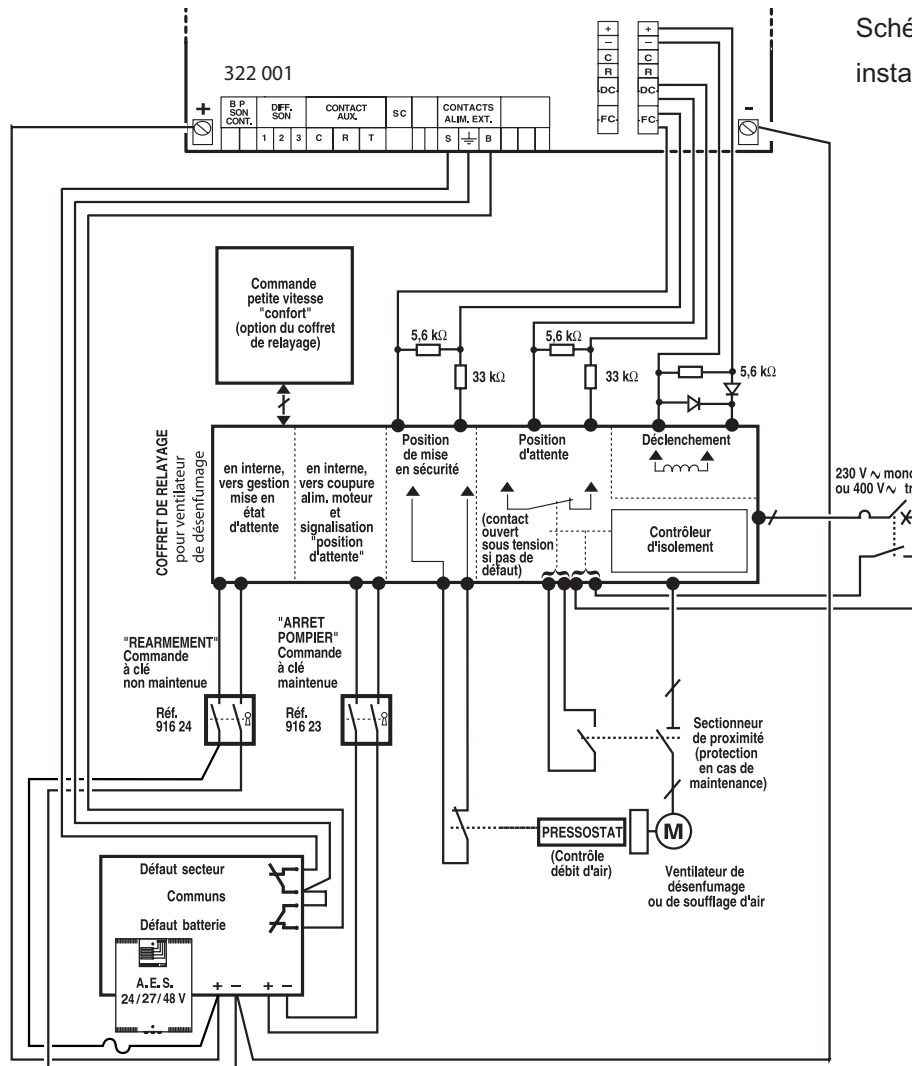 Sché
insta
322 001
+
-
B P
SON
CONT.
DIFF.
SON
CONTACT
AUX.
SC
CONTACTS
ALIM. EXT.
1 2 3 C R T S B
+
–
C
R
DC
FC
+
–
C
R
DC
FC
Commande
petite vitesse
"confort"
(option du coffret
de relayage)
5,6 kΩ
33 kΩ
5,6 kΩ
33 kΩ
5,6 kΩ
COFFRET DE RELAYAGE
pour ventilateur
de désenfumage
en interne,
vers gestion
mise en
état
d'attente
en interne,
vers coupure
alim. moteur
et
signalisation
"position
d'attente"
Position
de mise
en sécurité
Position
d'attente
(contact
ouvert
sous tension
si pas de
défaut)
Déclenchement
Contrôleur
d'isolement
230 V ~ mono
ou 400 V ~ tr
"REARMEMENT"
Commande
à clé
non maintenue
Réf.
916 24
"ARRET
POMPIER"
Commande
à clé
maintenue
Réf.
916 23
Sectionneur
de proximité
(protection
en cas de
maintenance)
PRESSOSTAT
(Contrôle
débit d'air)
M
Ventilateur de
désenfumage
ou de soufflage d'air
Défaut secteur
Communs
Défaut batterie
A.E.S.
24/27/48 V
+ – + –